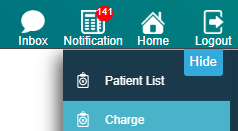 141
Inbox Notification Home Logout
Hide
Patient List
Charge